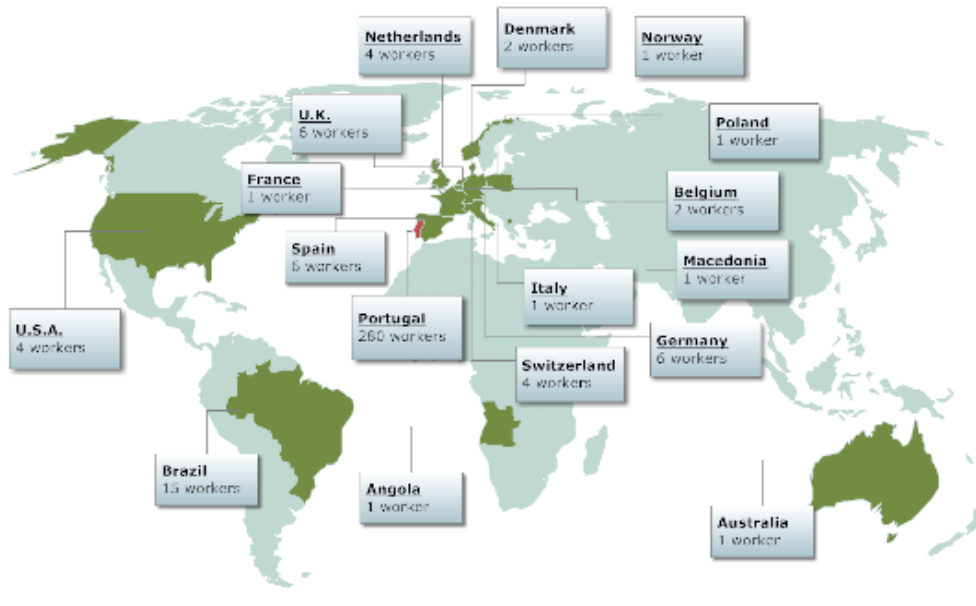 Netherlands
4 workers
Denmark
2 workers
Norway
1 worker
U.K.
6 workers
Poland
1 worker
France
1 worker
Belgium
2 workers
Spain
6 workers
Macedonia
1 worker
Italy
1 worker
U.S.A.
4 workers
Portugal
280 workers
Germany
6 workers
Switzerland
4 workers
Brazil
15 workers
Angola
1 worker
Australia
1 worker